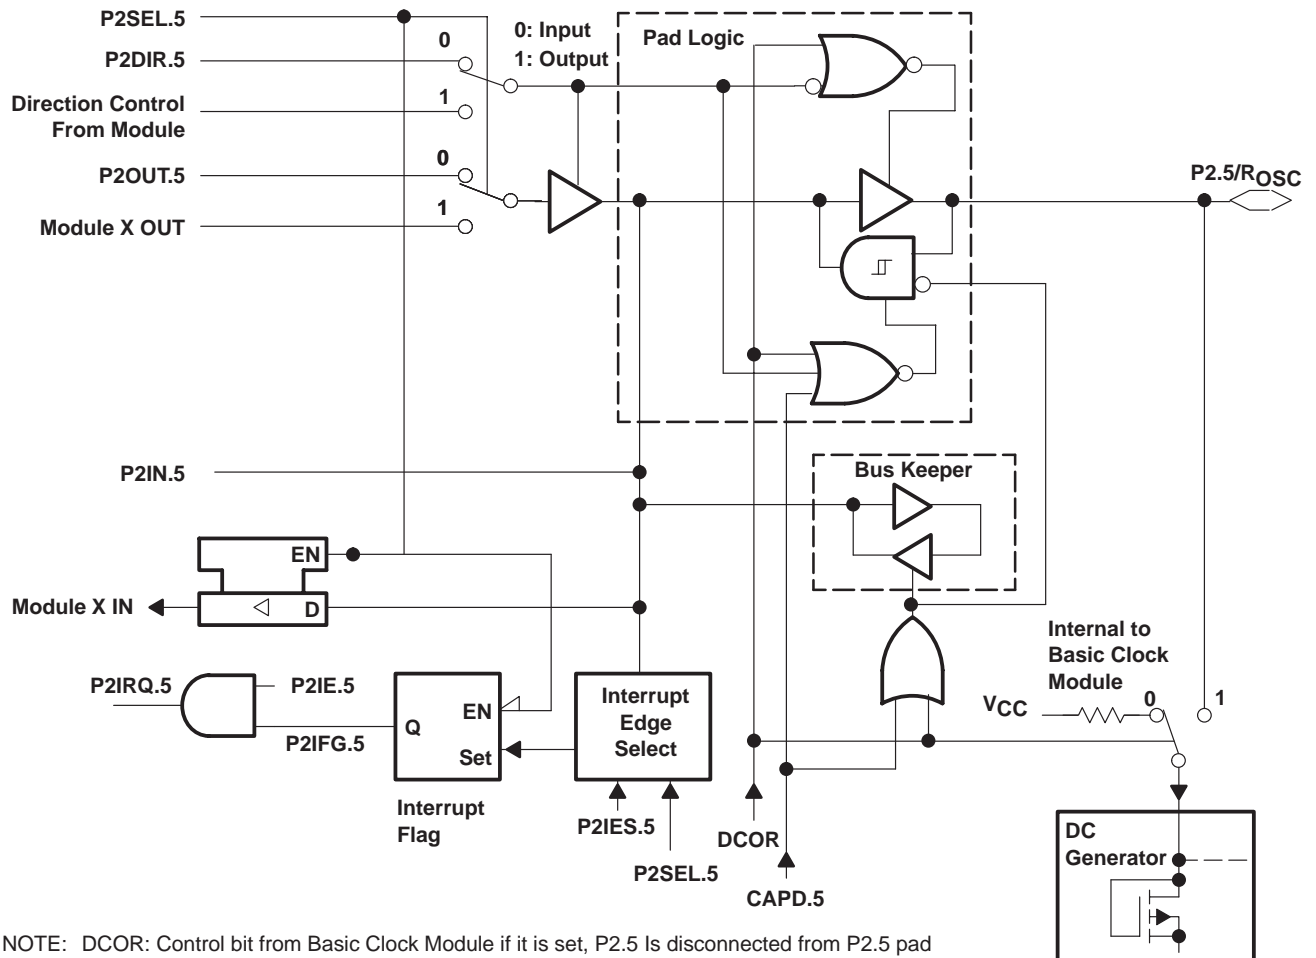 P2SEL.5
0
P2DIR.5
0: Input
1: Output
Pad Logic
Direction Control
From Module
1
P2OUT.5
0
P2.5/ROSC
Module X OUT
1
P2IN.5
Bus Keeper
EN
Module X IN
D
Internal to
Basic Clock
Module
P2IRQ.5
P2IE.5
P2IFG.5
Q
EN
Set
Interrupt
Edge
Select
VCC
0
1
Interrupt
Flag
P2IES.5
P2SEL.5
DCOR
CAPD.5
DC
Generator
NOTE: DCOR: Control bit from Basic Clock Module if it is set, P2.5 Is disconnected from P2.5 pad